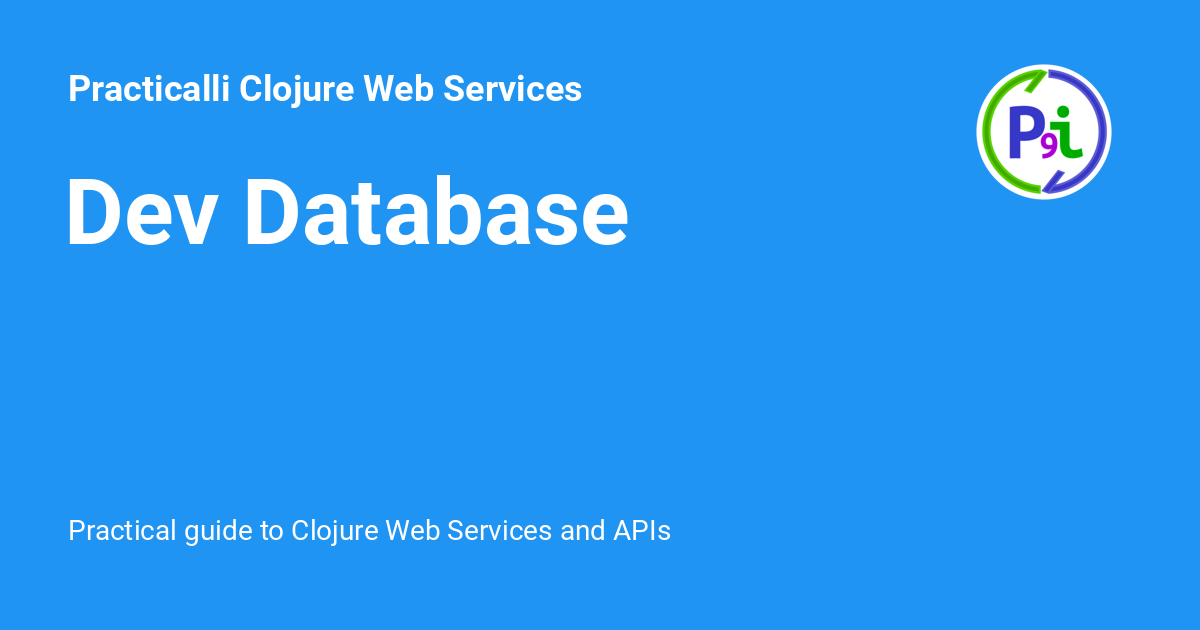 Practicalli Clojure Web Services
P9i
Dev Database
Practical guide to Clojure Web Services and APIs